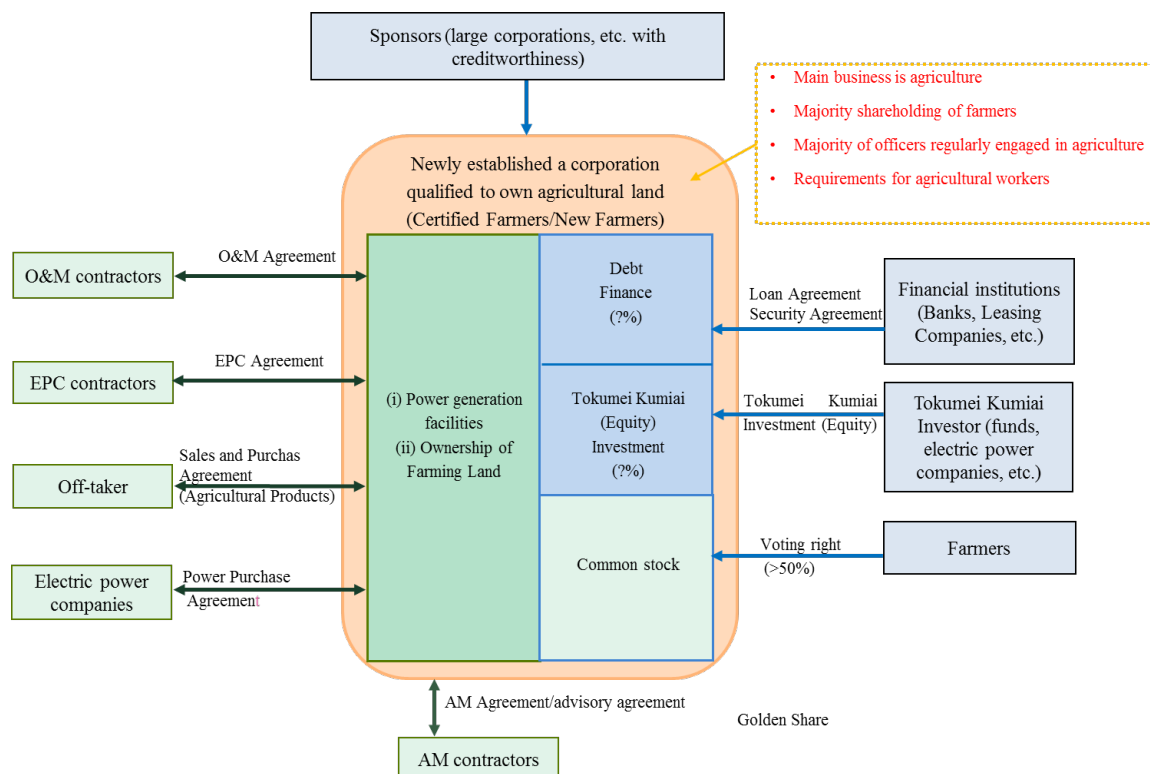 Sponsors (large corporations, etc. with
creditworthiness)
• Main business is agriculture
• Majority shareholding of farmers
• Majority of officers regularly engaged in agriculture
• Requirements for agricultural workers
Newly established a corporation
qualified to own agricultural land
(Certified Farmers/New Farmers)
O&M contractors
O&M Agreement
EPC contractors
EPC Agreement
Off-taker
Sales and Purchas
Agreement
(Agricultural Products)
Electric power
companies
Power Purchase
Agreement
(i) Power generation
facilities
(ii) Ownership of
Farming Land
Debt
Finance
(?%)
Tokumei Kumiai
(Equity)
Investment
(?%)
Common stock
Loan Agreement
Security Agreement
Financial institutions
(Banks, Leasing
Companies, etc.)
Tokumei Kumiai
Investment (Equity)
Tokumei Kumiai
Investor (funds,
electric power
companies, etc.)
Voting right
(>50%)
Farmers
AM Agreement/advisory agreement
Golden Share
AM contractors